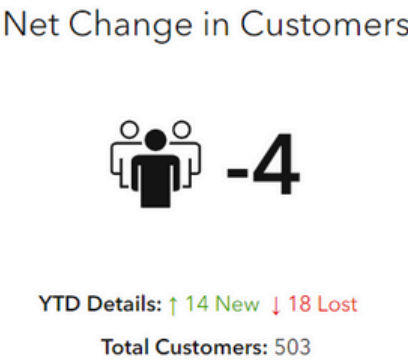 Net Change in Customers
-4
YTD Details: ↑ 14 New ↓ 18 Lost
Total Customers: 503